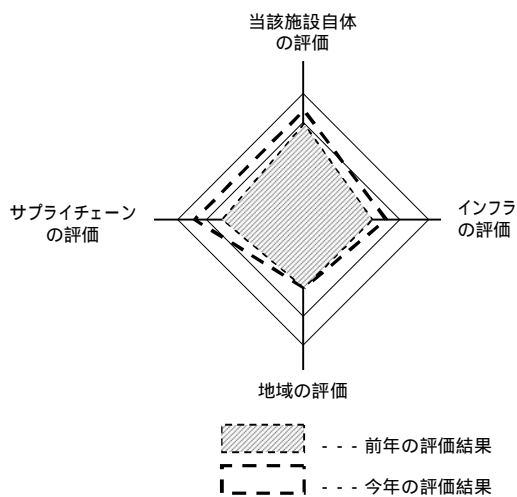 当該施設自体
の評価
サプライチェーン
の評価
インフラ
の評価
地域の評価
- - - 前年の評価結果
- - - 今年の評価結果